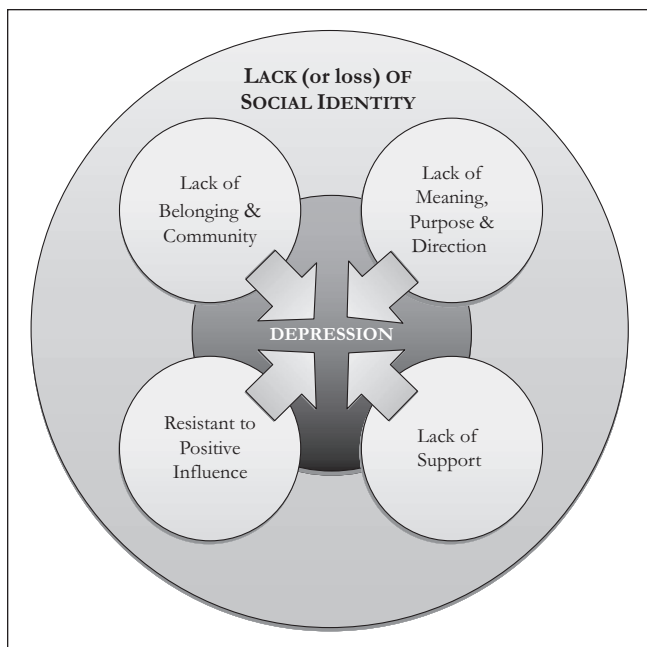 LACK (or loss) OF
SOCIAL IDENTITY
Lack of
Belonging &
Community
Lack of
Meaning,
Purpose &
Direction
DEPRESSION
Resistant to
Positive
Influence
Lack of
Support